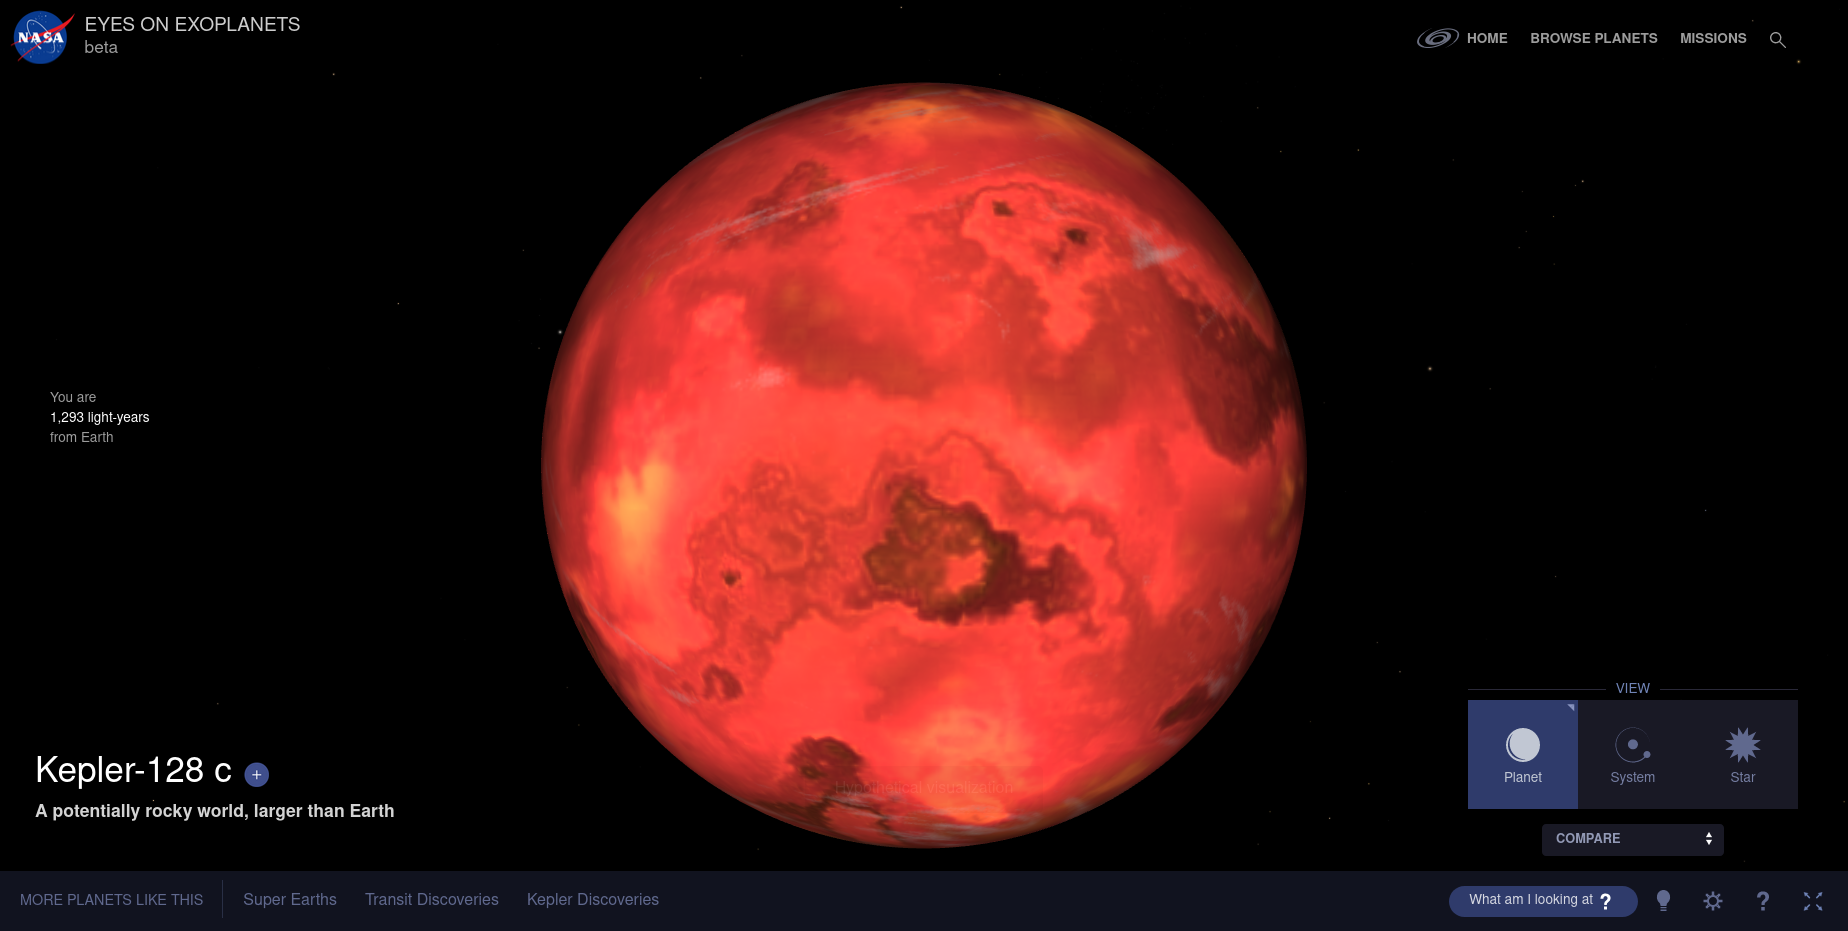 NASA
EYES ON EXOPLANETS
beta
HOME BROWSE PLANETS MISSIONS
You are
1,293 light-years
from Earth
Kepler-128 c +
A potentially rocky world, larger than Earth
Hypothetical visualization
VIEW
Planet System Star
COMPARE
MORE PLANETS LIKE THIS Super Earths Transit Discoveries Kepler Discoveries
What am I looking at ? ?